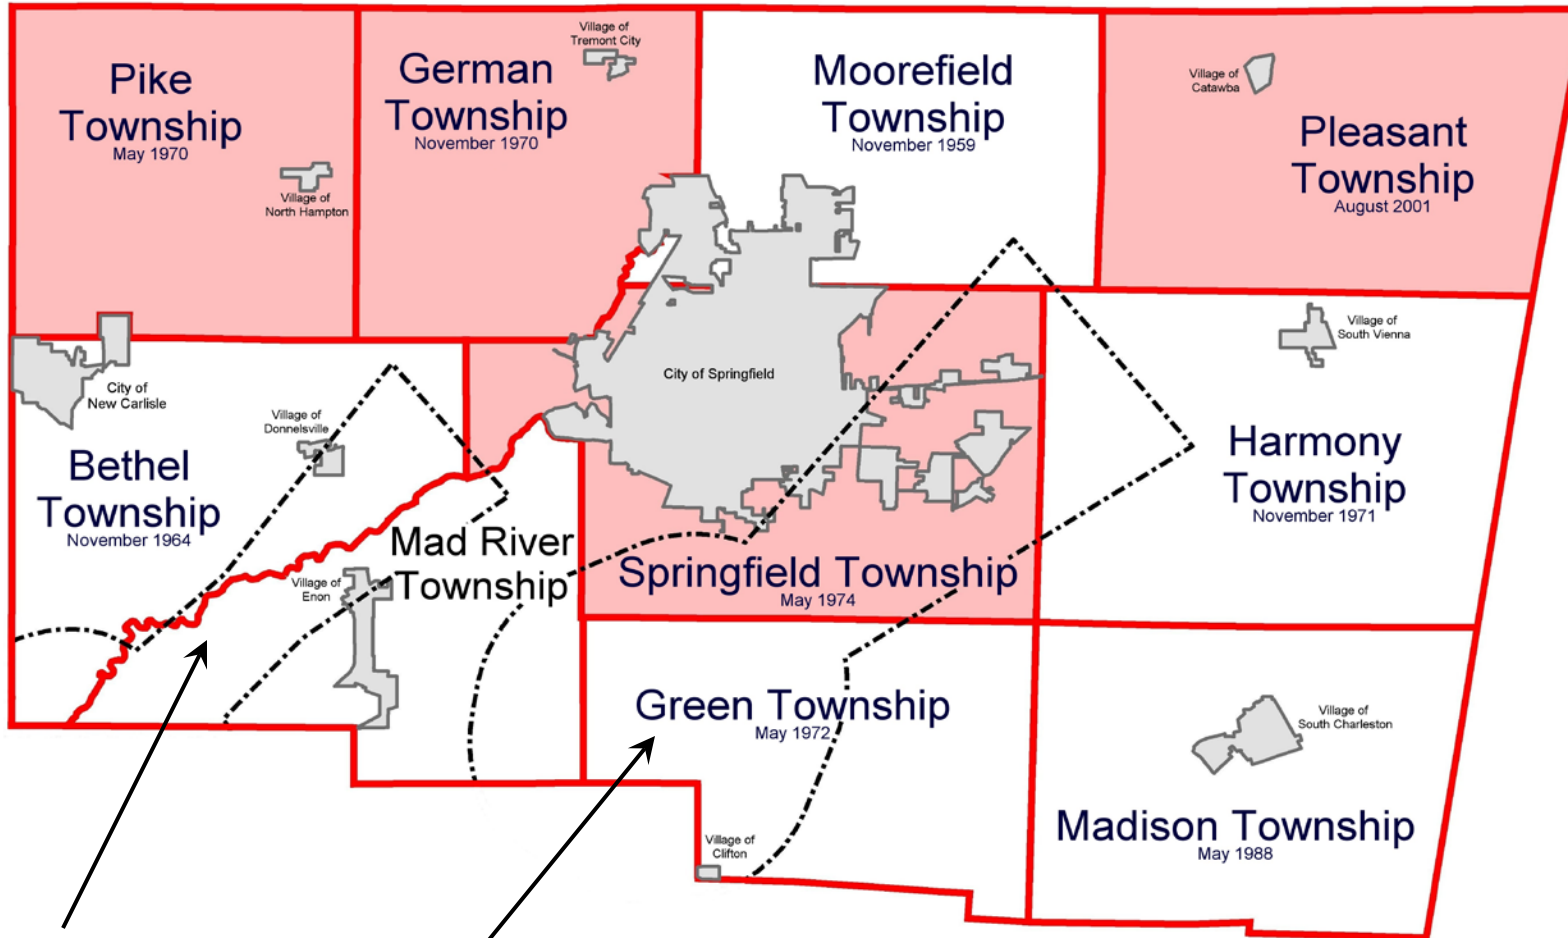 Pike
Township
May 1970
Village of
North Hampton
German
Township
November 1970
Village of
Tremont City
Moorefield
Township
November 1959
Village of
Catawba
Pleasant
Township
August 2001
City of
New Carlisle
Village of
Donnelsville
Bethel
Township
November 1964
City of Springfield
Village of
South Vienna
Harmony
Township
November 1971
Mad River
Township
Village of
Enon
Springfield Township
May 1974
Green Township
May 1972
Village of
Clifton
Village of
South Charleston
Madison Township
May 1988